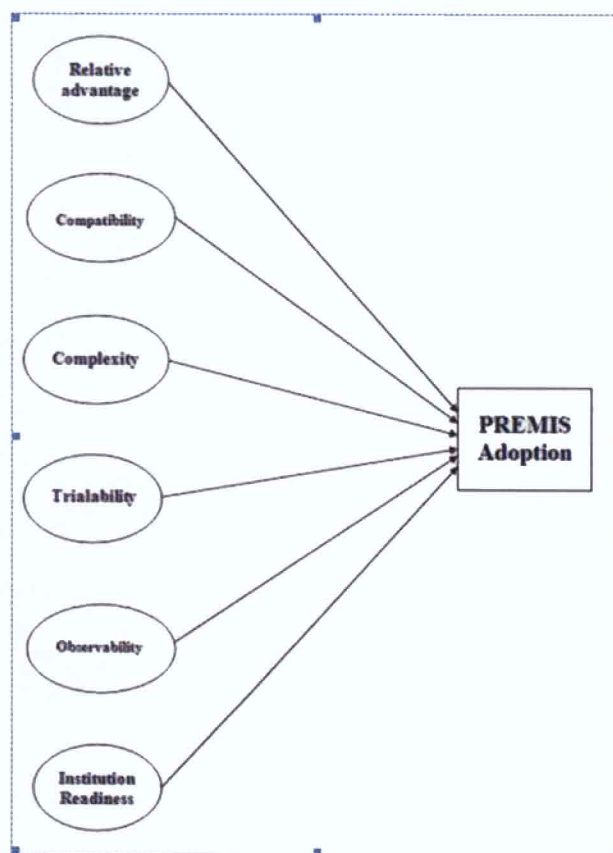 Relative
advantage
Compatibility
Complexity
PREMIS
Adoption
Trialability
Observability
Institution
Readiness